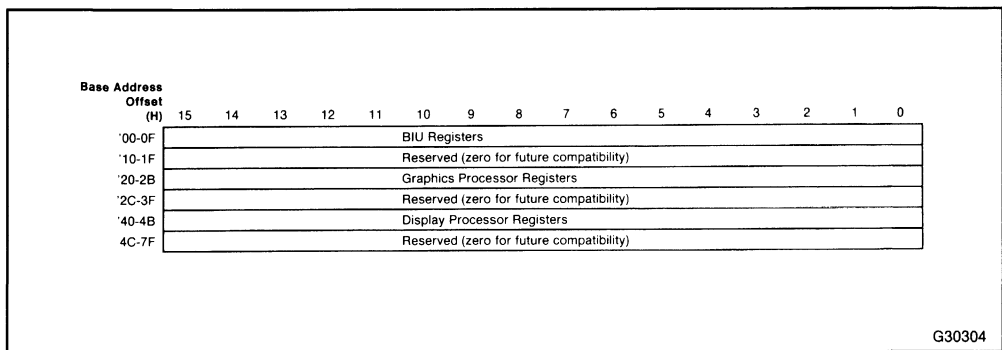 Base Address
Offset
(H) 15 14 13 12 11 10 9 8 7 6 5 4 3 2 1 0
'00-0F BIU Registers
'10-1F Reserved (zero for future compatibility)
'20-2B Graphics Processor Registers
'2C-3F Reserved (zero for future compatibility)
'40-4B Display Processor Registers
4C-7F Reserved (zero for future compatibility)
G30304